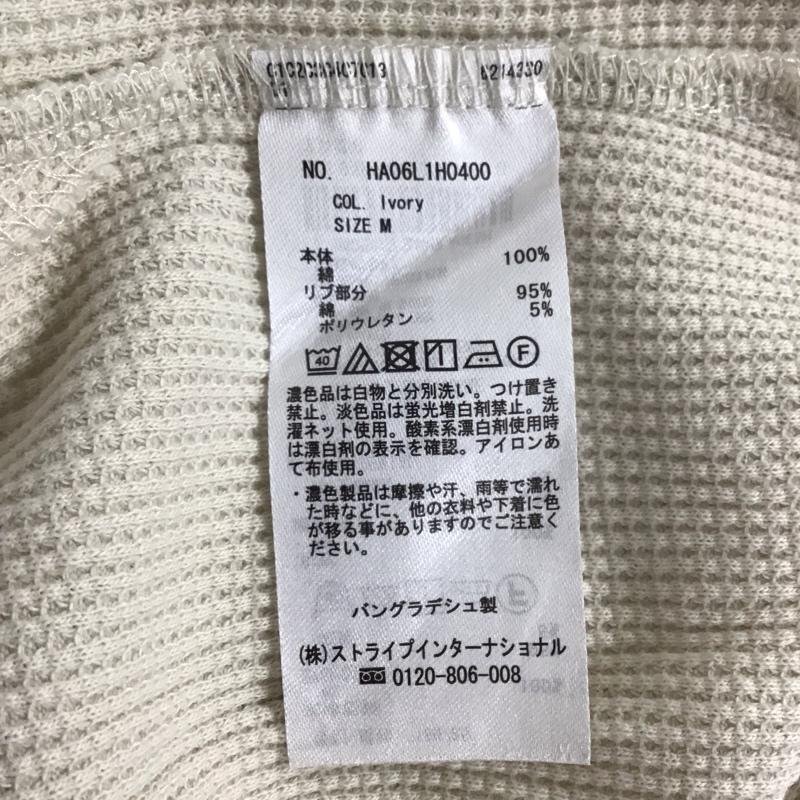 NO. HA06L1H0400
COL. Ivory
SIZE M
本体
綿 100%
リブ部分
綿 95%
ポリウレタン 5%
40 F
濃色品は白物と分別洗い。つけ置き
禁止。淡色品は蛍光増白剤禁止。洗
濯ネット使用。酸素系漂白剤使用時
は漂白剤の表示を確認。アイロンあ
て布使用。
・濃色製品は摩擦や汗、雨等で濡れ
た時などに、他の衣料や下着に色
が移る事がありますのでご注意く
ださい。
バングラデシュ製
(株)ストライプインターナショナル
0120-806-008